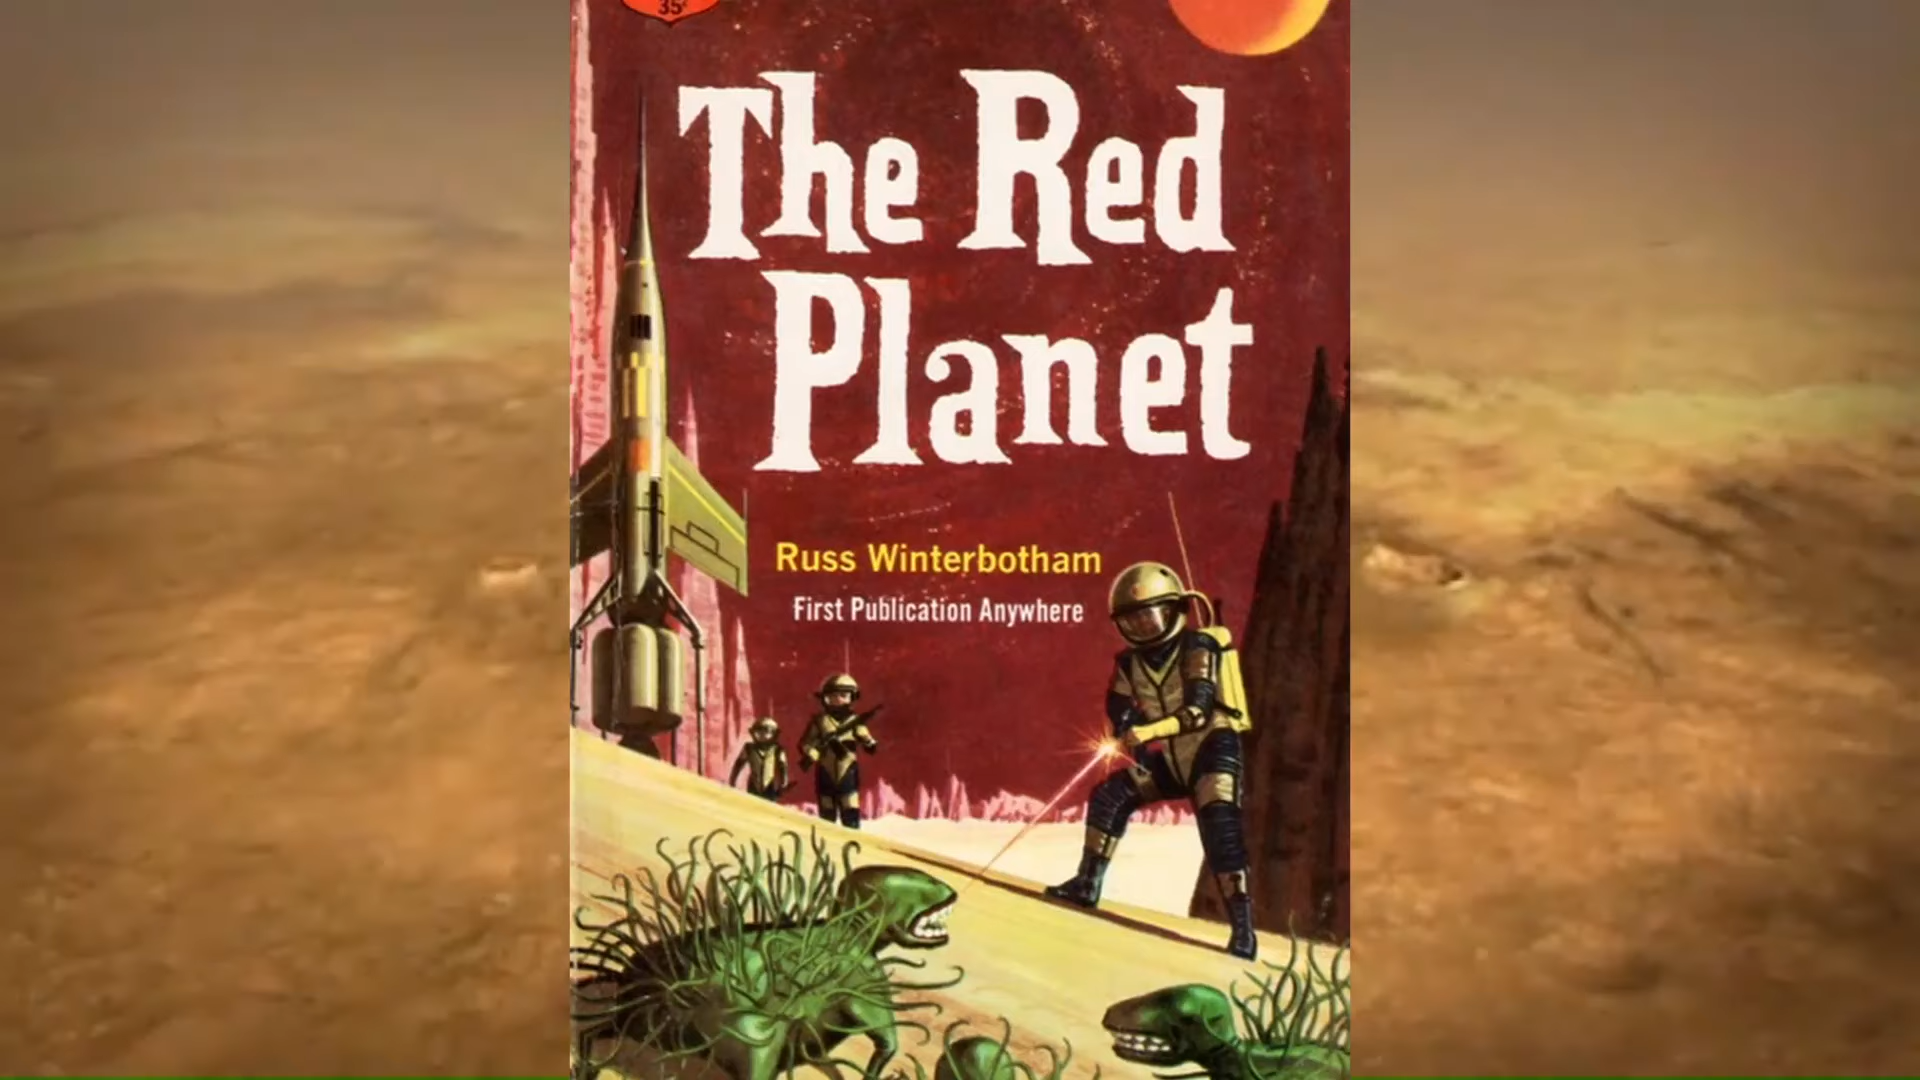 35¢
The Red
Planet
Russ Winterbotham
First Publication Anywhere